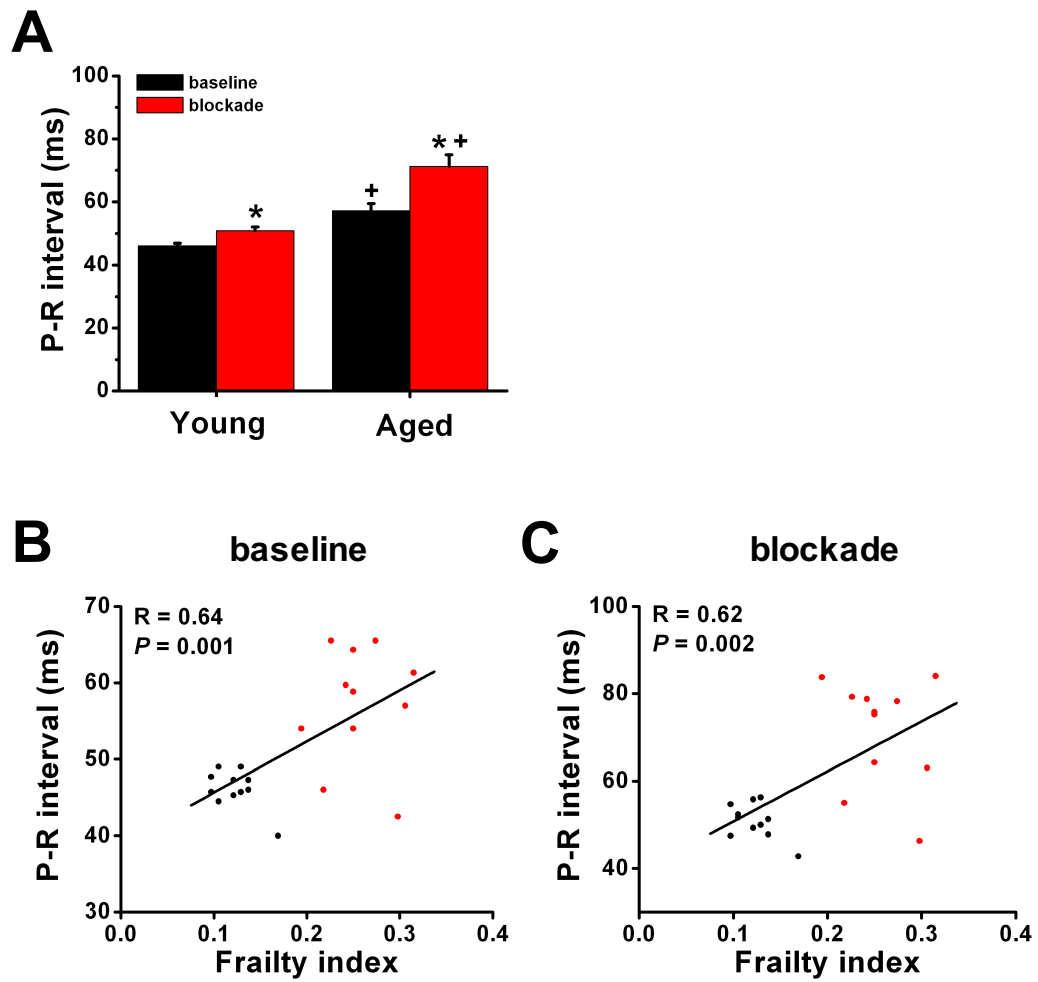 A
P-R interval (ms)
100
80
60
40
20
0
baseline
blockade
*
* +
+
Young
Aged
B
baseline
P-R interval (ms)
70
60
50
40
30
R = 0.64
P = 0.001
0.0 0.1 0.2 0.3 0.4
Frailty index
C
blockade
P-R interval (ms)
100
80
60
40
R = 0.62
P = 0.002
0.0 0.1 0.2 0.3 0.4
Frailty index